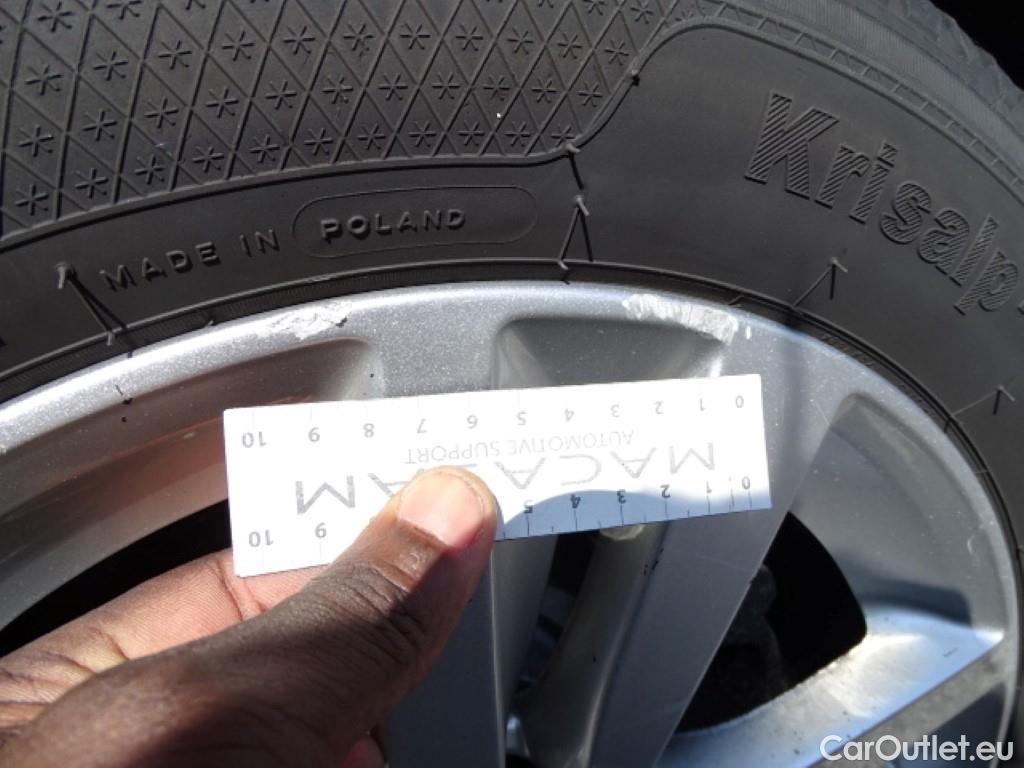 Krisalp
MADE IN POLAND
0 1 2 3 4 5 6 7 8 9 10
AUTOMOTIVE SUPPORT
0 1 2 3 4 5 9 10
CarOutlet.eu